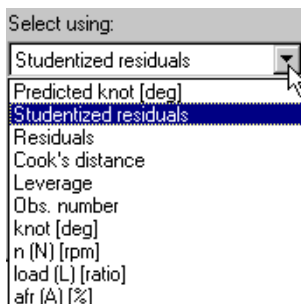 Select using:
Studentized residuals
Predicted knot [deg]
Studentized residuals
Residuals
Cook's distance
Leverage
Obs. number
knot [deg]
n (N) [rpm]
load (L) [ratio]
afr (A) [%]